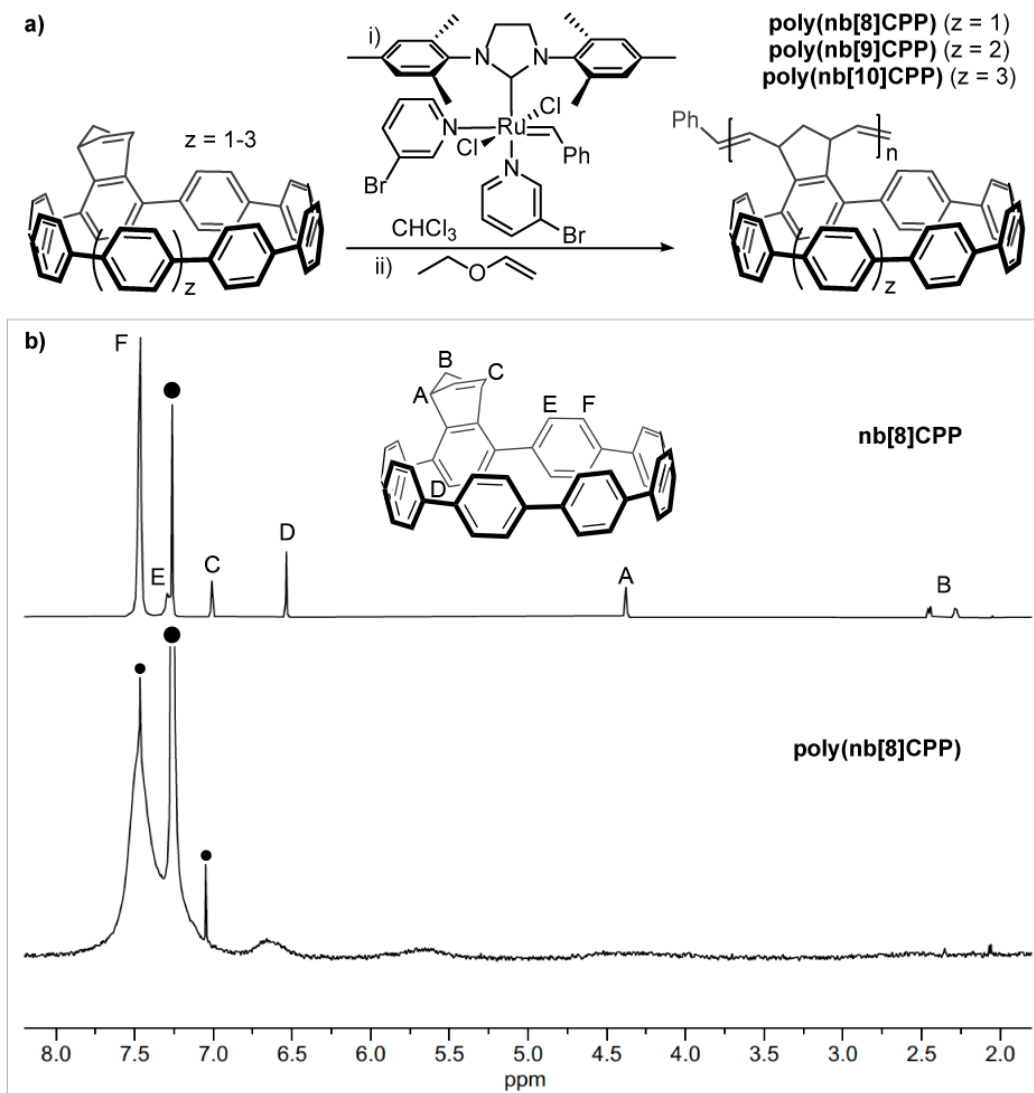 a)
i)
poly(nb[8]CPP) (z = 1)
poly(nb[9]CPP) (z = 2)
poly(nb[10]CPP) (z = 3)
N
N
Cl
N
Ru
Cl
Ph
Br
N
Br
z = 1-3
z
CHCl3
ii)
O
Ph
n
z
b)
F
E
C
D
A
B
B
C
A
E
F
D
nb[8]CPP
poly(nb[8]CPP)
8.0 7.5 7.0 6.5 6.0 5.5 5.0 4.5 4.0 3.5 3.0 2.5 2.0
ppm